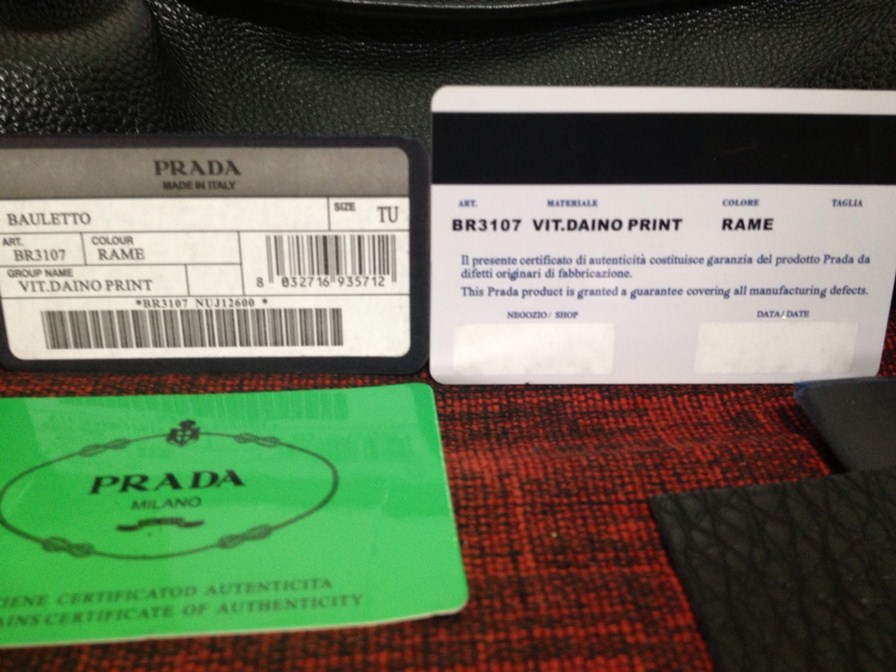 PRADA
MADE IN ITALY
BAULETTO
SIZE TU
ART. BR3107
COLOUR RAME
GROUP NAME
VIT.DAINO PRINT
8 032716 935712
*BR3107 NUJ12600 *
ART. MATERIALE COLORE TAGLIA
BR3107 VIT.DAINO PRINT RAME
Il presente certificato di autenticità costituisce garanzia del prodotto Prada da
difetti originari di fabbricazione.
This Prada product is granted a guarantee covering all manufacturing defects.
NEGOZIO/ SHOP DATA/DATE
PRADA
MILANO
IENE CERTIFICATOD AUTENTICITA
AINS CERTIFICATE OF AUTHENTICITY